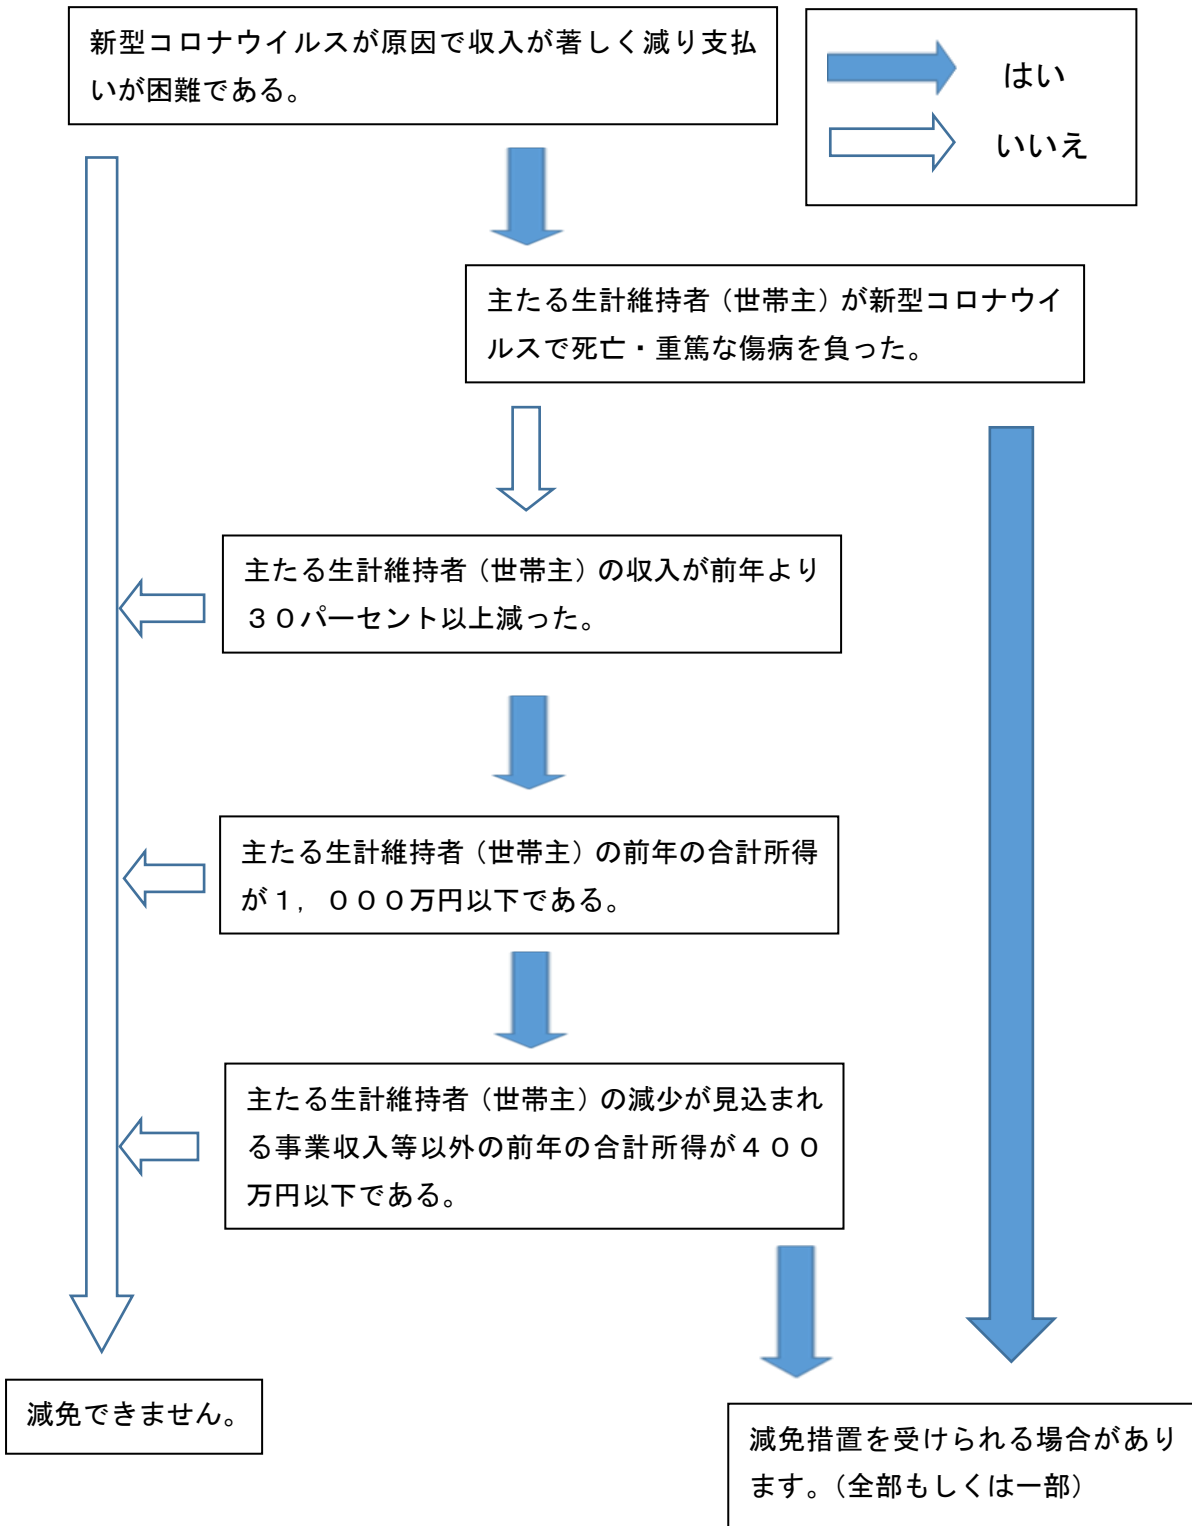 新型コロナウイルスが原因で収入が著しく減り支払
いが困難である。
はい
いいえ
主たる生計維持者（世帯主）が新型コロナウイ
ルスで死亡・重篤な傷病を負った。
主たる生計維持者（世帯主）の収入が前年より
３０パーセント以上減った。
主たる生計維持者（世帯主）の前年の合計所得
が１，０００万円以下である。
主たる生計維持者（世帯主）の減少が見込まれ
る事業収入等以外の前年の合計所得が４００
万円以下である。
減免できません。
減免措置を受けられる場合があり
ます。（全部もしくは一部）